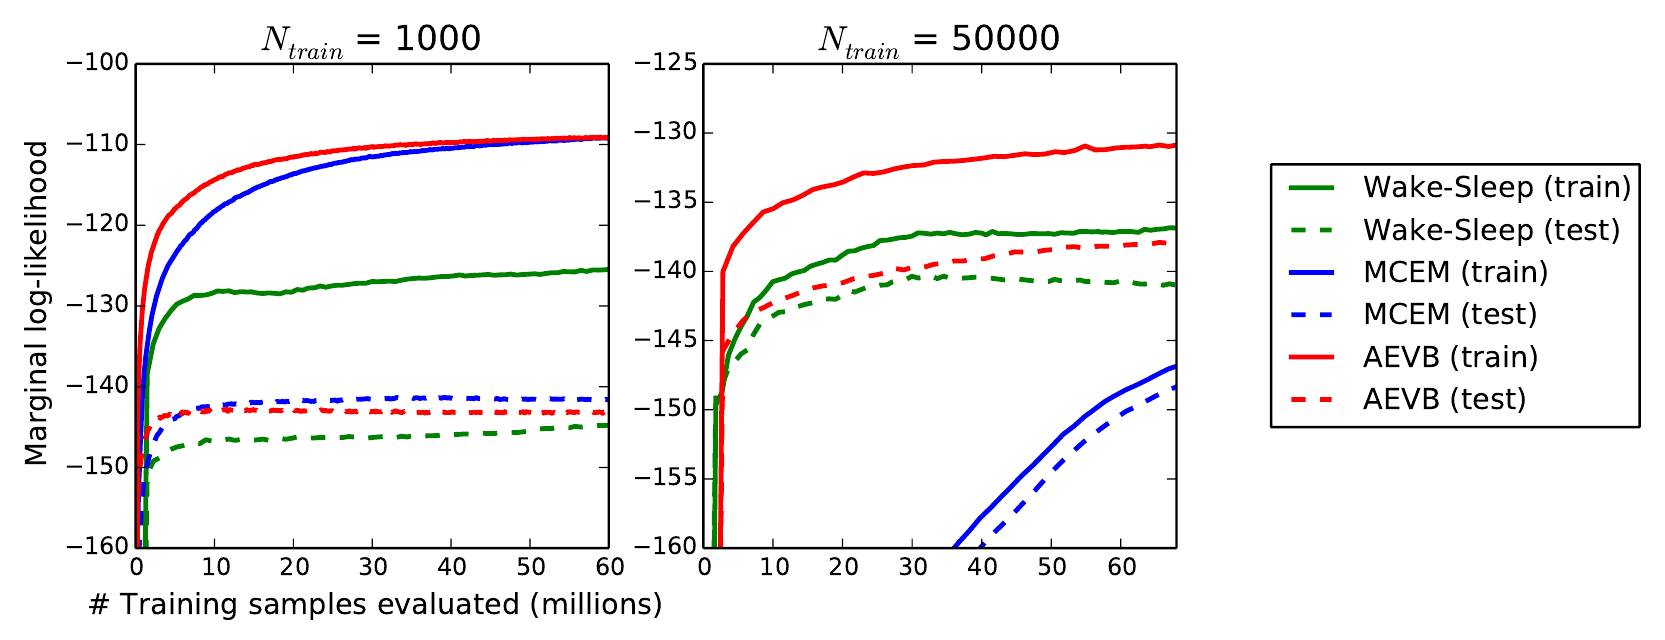 N_train = 1000
N_train = 50000
Marginal log-likelihood
−100
−110
−120
−130
−140
−150
−160
0 10 20 30 40 50 60
−125
−130
−135
−140
−145
−150
−155
−160
0 10 20 30 40 50 60
# Training samples evaluated (millions)
Wake-Sleep (train)
Wake-Sleep (test)
MCEM (train)
MCEM (test)
AEVB (train)
AEVB (test)